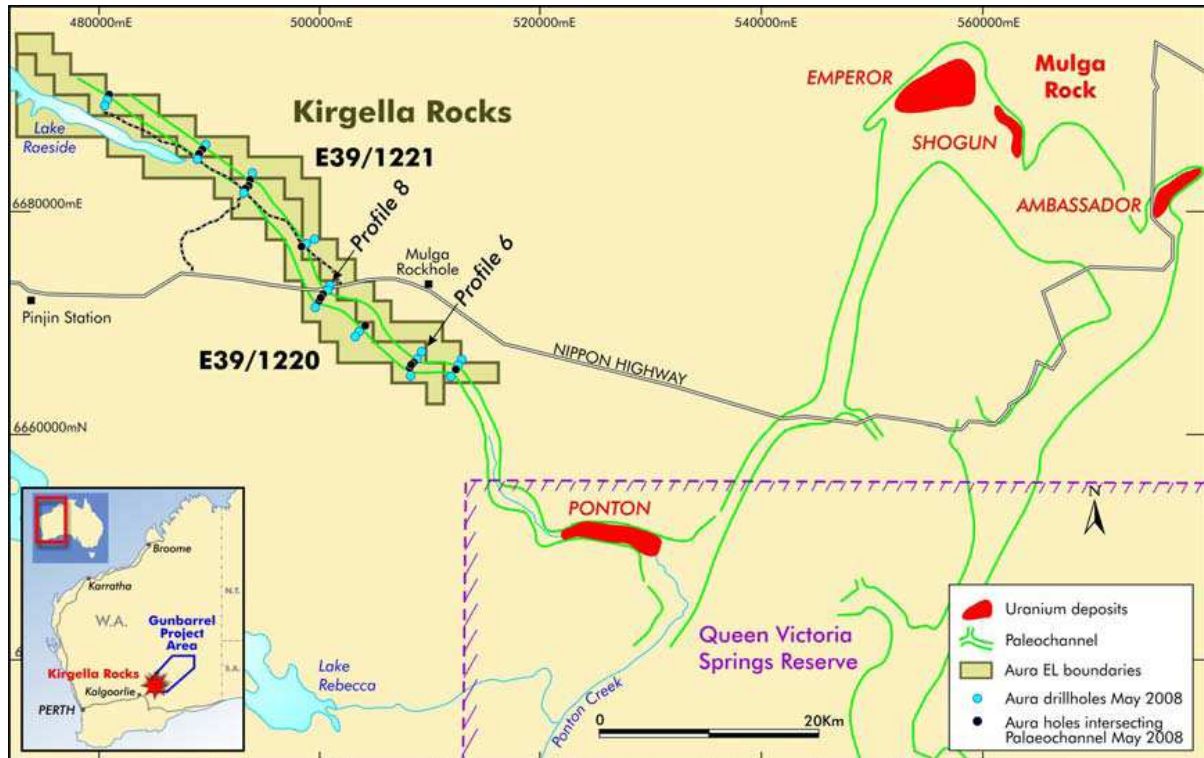 480000mE
500000mE
520000mE
540000mE
560000mE
EMPEROR
Mulga
Rock
Kirgella Rocks
SHOGUN
Lake
Raeside
E39/1221
6680000mE
AMBASSADOR
Profile 8
Mulga
Rockhole
Profile 6
Pinjin Station
E39/1220
NIPPON HIGHWAY
6660000mN
PONTON
N
Broome
Karratha
N.T.
W.A.
Gunbarrel
Project
Area
S.A.
Kirgella Rocks
Kalgoorlie
PERTH
Lake
Rebecca
Queen Victoria
Springs Reserve
Ponton Creek
0
20Km
Uranium deposits
Paleochannel
Aura EL boundaries
Aura drillholes May 2008
Aura holes intersecting
Palaeochannel May 2008